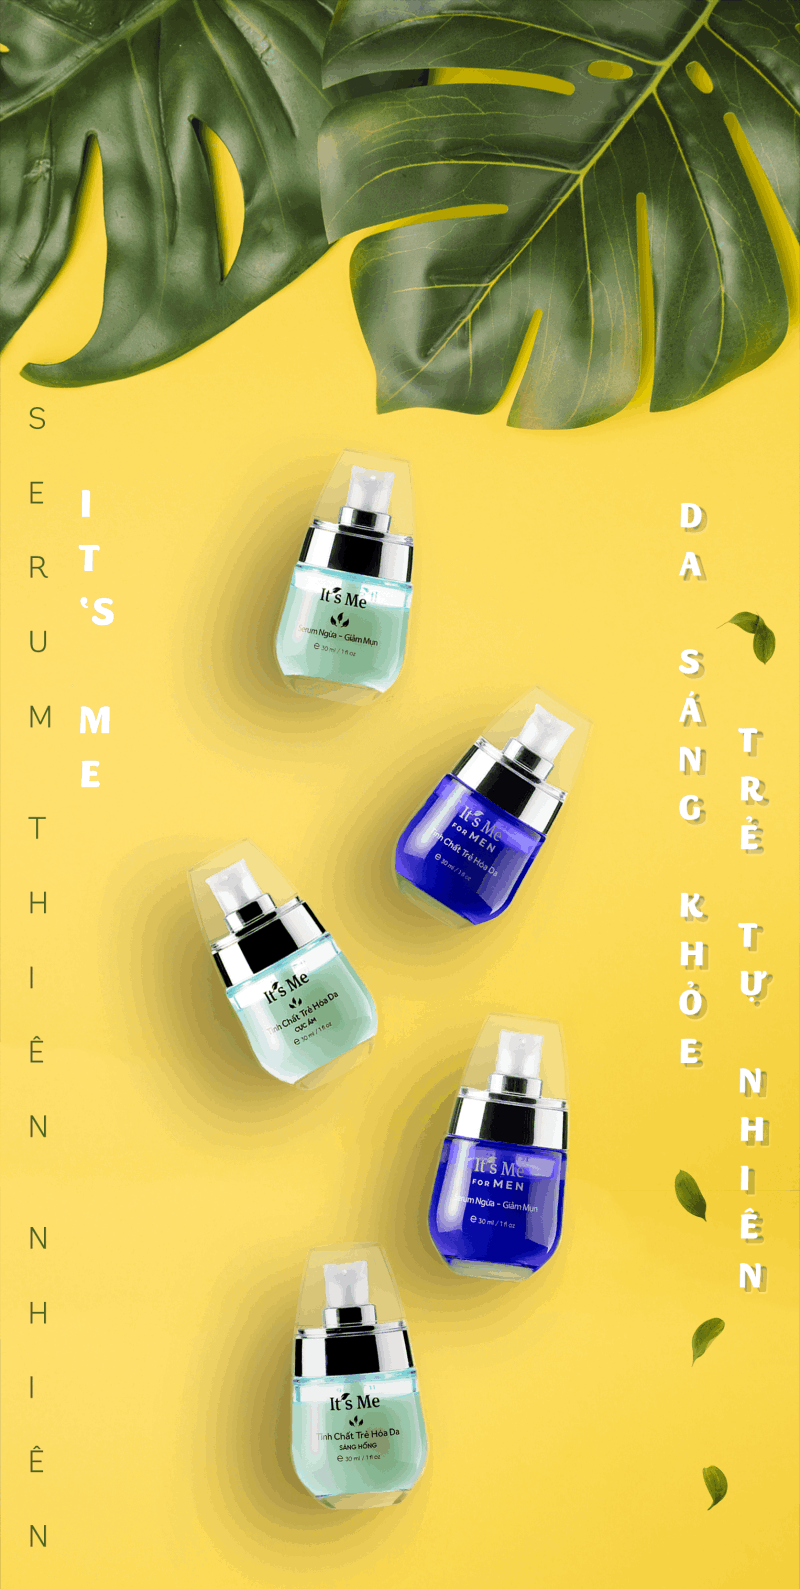 SERUM THIÊN NHIÊN
IT'S ME
DA SÁNG KHỎE
TRẺ TỰ NHIÊN
It's Me
Serum Ngừa - Giảm Mụn
e 30 ml / 1 fl oz
It's Me
FOR MEN
Tinh Chất Trẻ Hóa Da
e 30 ml / 1 fl oz
It's Me
Tinh Chất Trẻ Hóa Da
CỰC ẨM
e 30 ml / 1 fl oz
It's Me
FOR MEN
Serum Ngừa - Giảm Mụn
e 30 ml / 1 fl oz
It's Me
Tinh Chất Trẻ Hóa Da
SÁNG HỒNG
e 30 ml / 1 fl oz